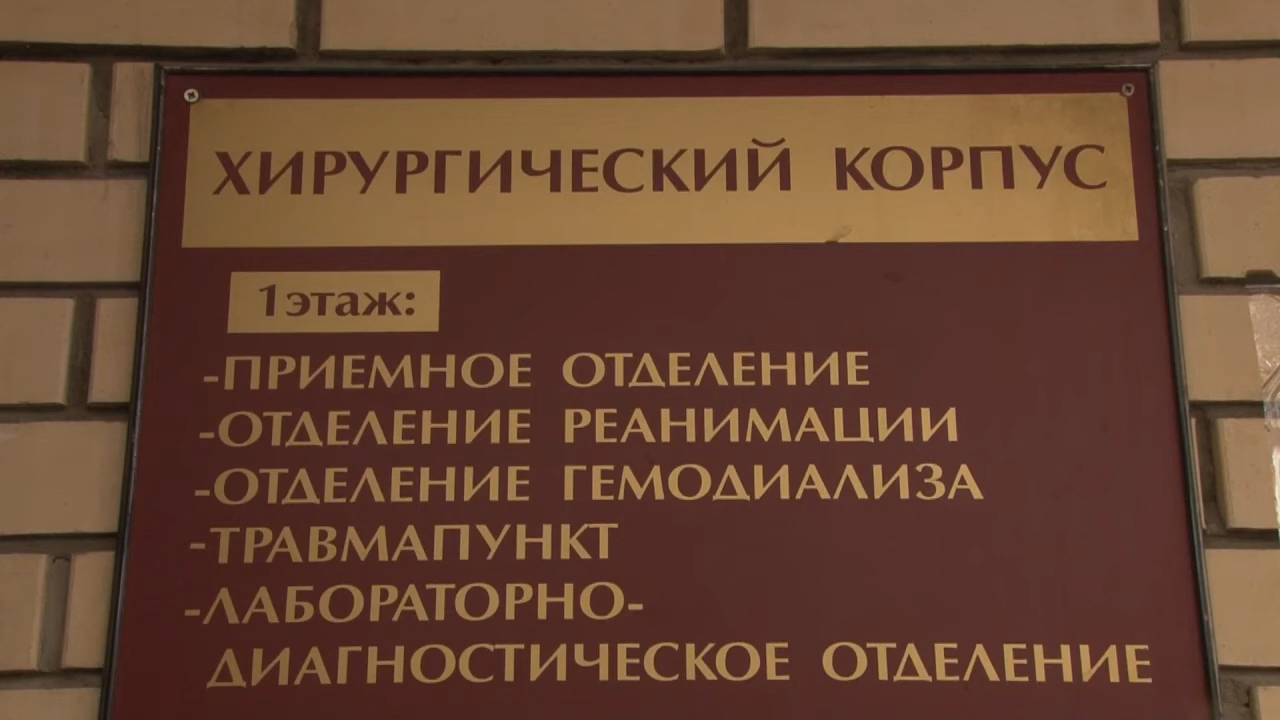 ХИРУРГИЧЕСКИЙ КОРПУС
1этаж:
-ПРИЕМНОЕ ОТДЕЛЕНИЕ
-ОТДЕЛЕНИЕ РЕАНИМАЦИИ
-ОТДЕЛЕНИЕ ГЕМОДИАЛИЗА
-ТРАВМАПУНКТ
-ЛАБОРАТОРНО-
ДИАГНОСТИЧЕСКОЕ ОТДЕЛЕНИЕ